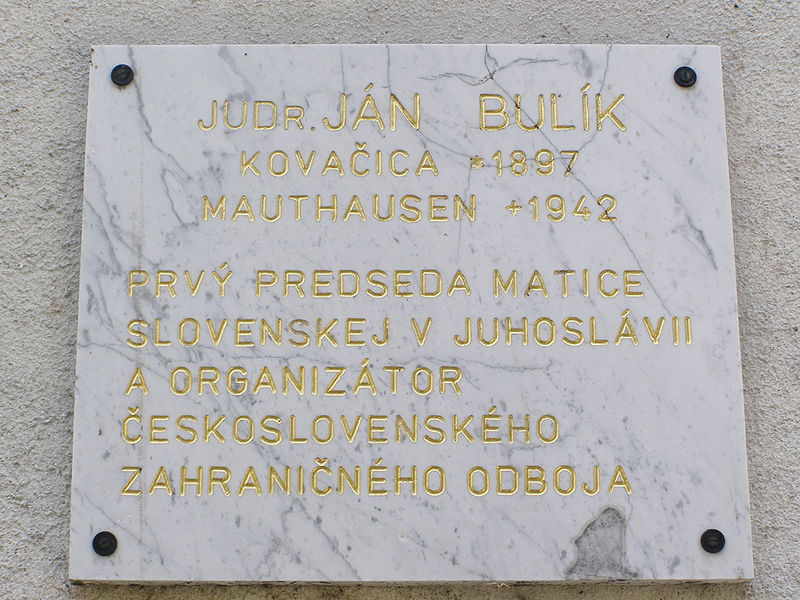 JUDR. JÁN BULÍK
KOVAČICA *1897
MAUTHAUSEN +1942
PRVÝ PREDSEDA MATICE
SLOVENSKEJ V JUHOSLÁVII
A ORGANIZÁTOR
ČESKOSLOVENSKÉHO
ZAHRANIČNÉHO ODBOJA